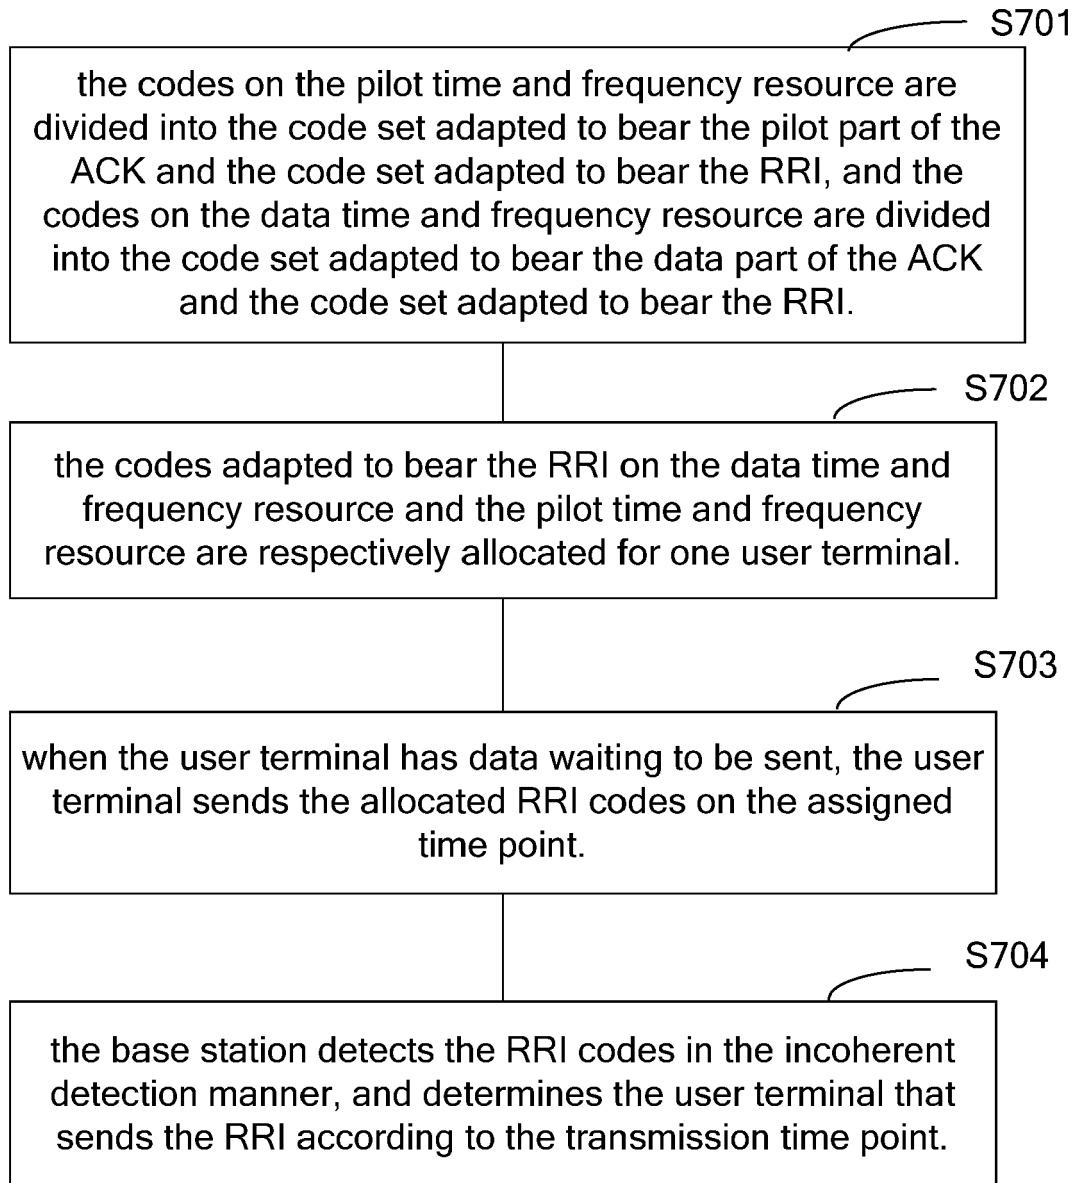 S701
the codes on the pilot time and frequency resource are
divided into the code set adapted to bear the pilot part of the
ACK and the code set adapted to bear the RRI, and the
codes on the data time and frequency resource are divided
into the code set adapted to bear the data part of the ACK
and the code set adapted to bear the RRI.
S702
the codes adapted to bear the RRI on the data time and
frequency resource and the pilot time and frequency
resource are respectively allocated for one user terminal.
S703
when the user terminal has data waiting to be sent, the user
terminal sends the allocated RRI codes on the assigned
time point.
S704
the base station detects the RRI codes in the incoherent
detection manner, and determines the user terminal that
sends the RRI according to the transmission time point.